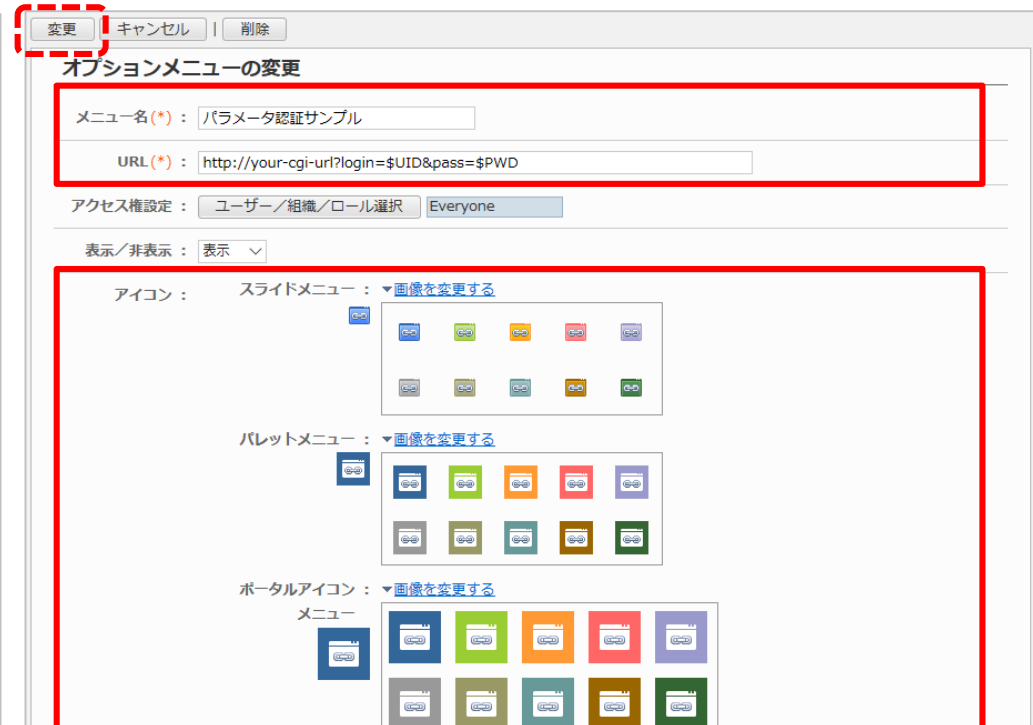 変更 キャンセル | 削除
オプションメニューの変更
メニュー名(*) : パラメータ認証サンプル
URL(*) : http://your-cgi-url?login=$UID&pass=$PWD
アクセス権設定 : ユーザー／組織／ロール選択 Everyone
表示／非表示 : 表示
アイコン : スライドメニュー : 画像を変更する
パレットメニュー : 画像を変更する
ポータルアイコン : 画像を変更する
メニュー